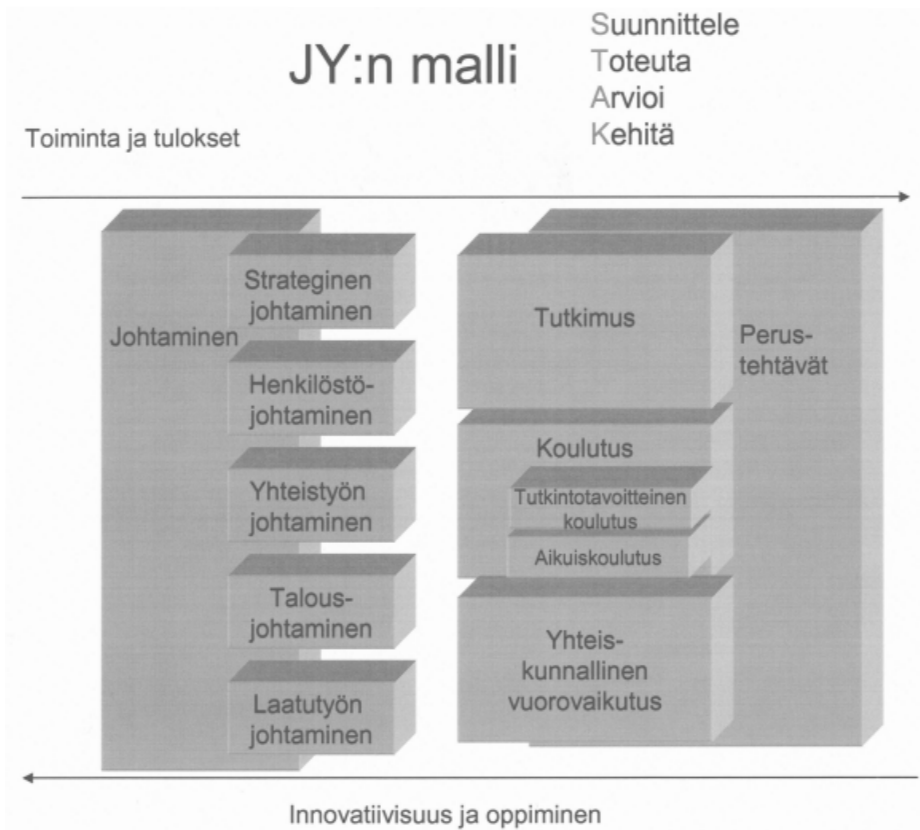 JY:n malli
Suunnittele
Toteuta
Arvioi
Kehitä
Toiminta ja tulokset
Johtaminen
Strateginen
johtaminen
Henkilöstö-
johtaminen
Yhteistyön
johtaminen
Talous-
johtaminen
Laatutyön
johtaminen
Tutkimus
Koulutus
Tutkintotavoitteinen
koulutus
Aikuiskoulutus
Yhteis-
kunnallinen
vuorovaikutus
Perus-
tehtävät
Innovatiivisuus ja oppiminen